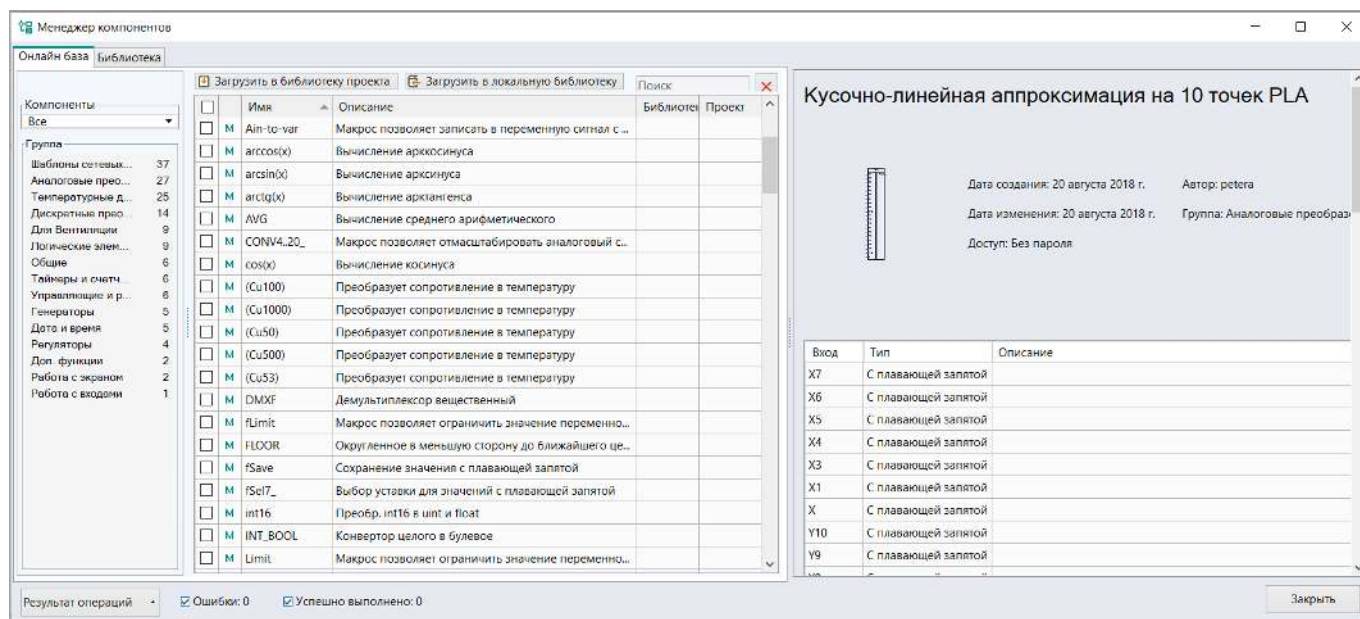 Менеджер компонентов
Онлайн база Библиотека
Компоненты
Все
Группа
Шаблоны сетевых... 37
Аналоговые прео... 27
Температурные д... 25
Дискретные прео... 14
Для Вентиляции 9
Логические элем... 9
Общие 6
Таймеры и счетч... 6
Управляющие и р... 6
Генераторы 5
Дата и время 5
Регуляторы 4
Доп. функции 2
Работа с экраном 2
Работа с входами 1
Загрузить в библиотеку проекта Загрузить в локальную библиотеку Поиск
Имя Описание Библиотек Проект
M Ain-to-var Макрос позволяет записать в переменную сигнал с ...
M arccos(x) Вычисление арккосинуса
M arcsin(x) Вычисление арксинуса
M arctg(x) Вычисление арктангенса
M AVG Вычисление среднего арифметического
M CONV4..20_ Макрос позволяет отмасштабировать аналоговый с...
M cos(x) Вычисление косинуса
M (Cu100) Преобразует сопротивление в температуру
M (Cu1000) Преобразует сопротивление в температуру
M (Cu50) Преобразует сопротивление в температуру
M (Cu500) Преобразует сопротивление в температуру
M (Cu53) Преобразует сопротивление в температуру
M DMXF Демультиплексор вещественный
M fLimit Макрос позволяет ограничить значение переменно...
M FLOOR Округленное в меньшую сторону до ближайшего це...
M fSave Сохранение значения с плавающей запятой
M fSel7_ Выбор уставки для значений с плавающей запятой
M int16 Преобр. int16 в uint и float
M INT_BOOL Конвертор целого в булевое
M Limit Макрос позволяет ограничить значение переменно...
Кусочно-линейная аппроксимация на 10 точек PLA
Дата создания: 20 августа 2018 г. Автор: petera
Дата изменения: 20 августа 2018 г. Группа: Аналоговые преобраз
Доступ: Без пароля
Вход Тип Описание
X7 С плавающей запятой
X6 С плавающей запятой
X5 С плавающей запятой
X4 С плавающей запятой
X3 С плавающей запятой
X1 С плавающей запятой
X С плавающей запятой
Y10 С плавающей запятой
Y9 С плавающей запятой
Результат операций Ошибки: 0 Успешно выполнено: 0 Закрыть